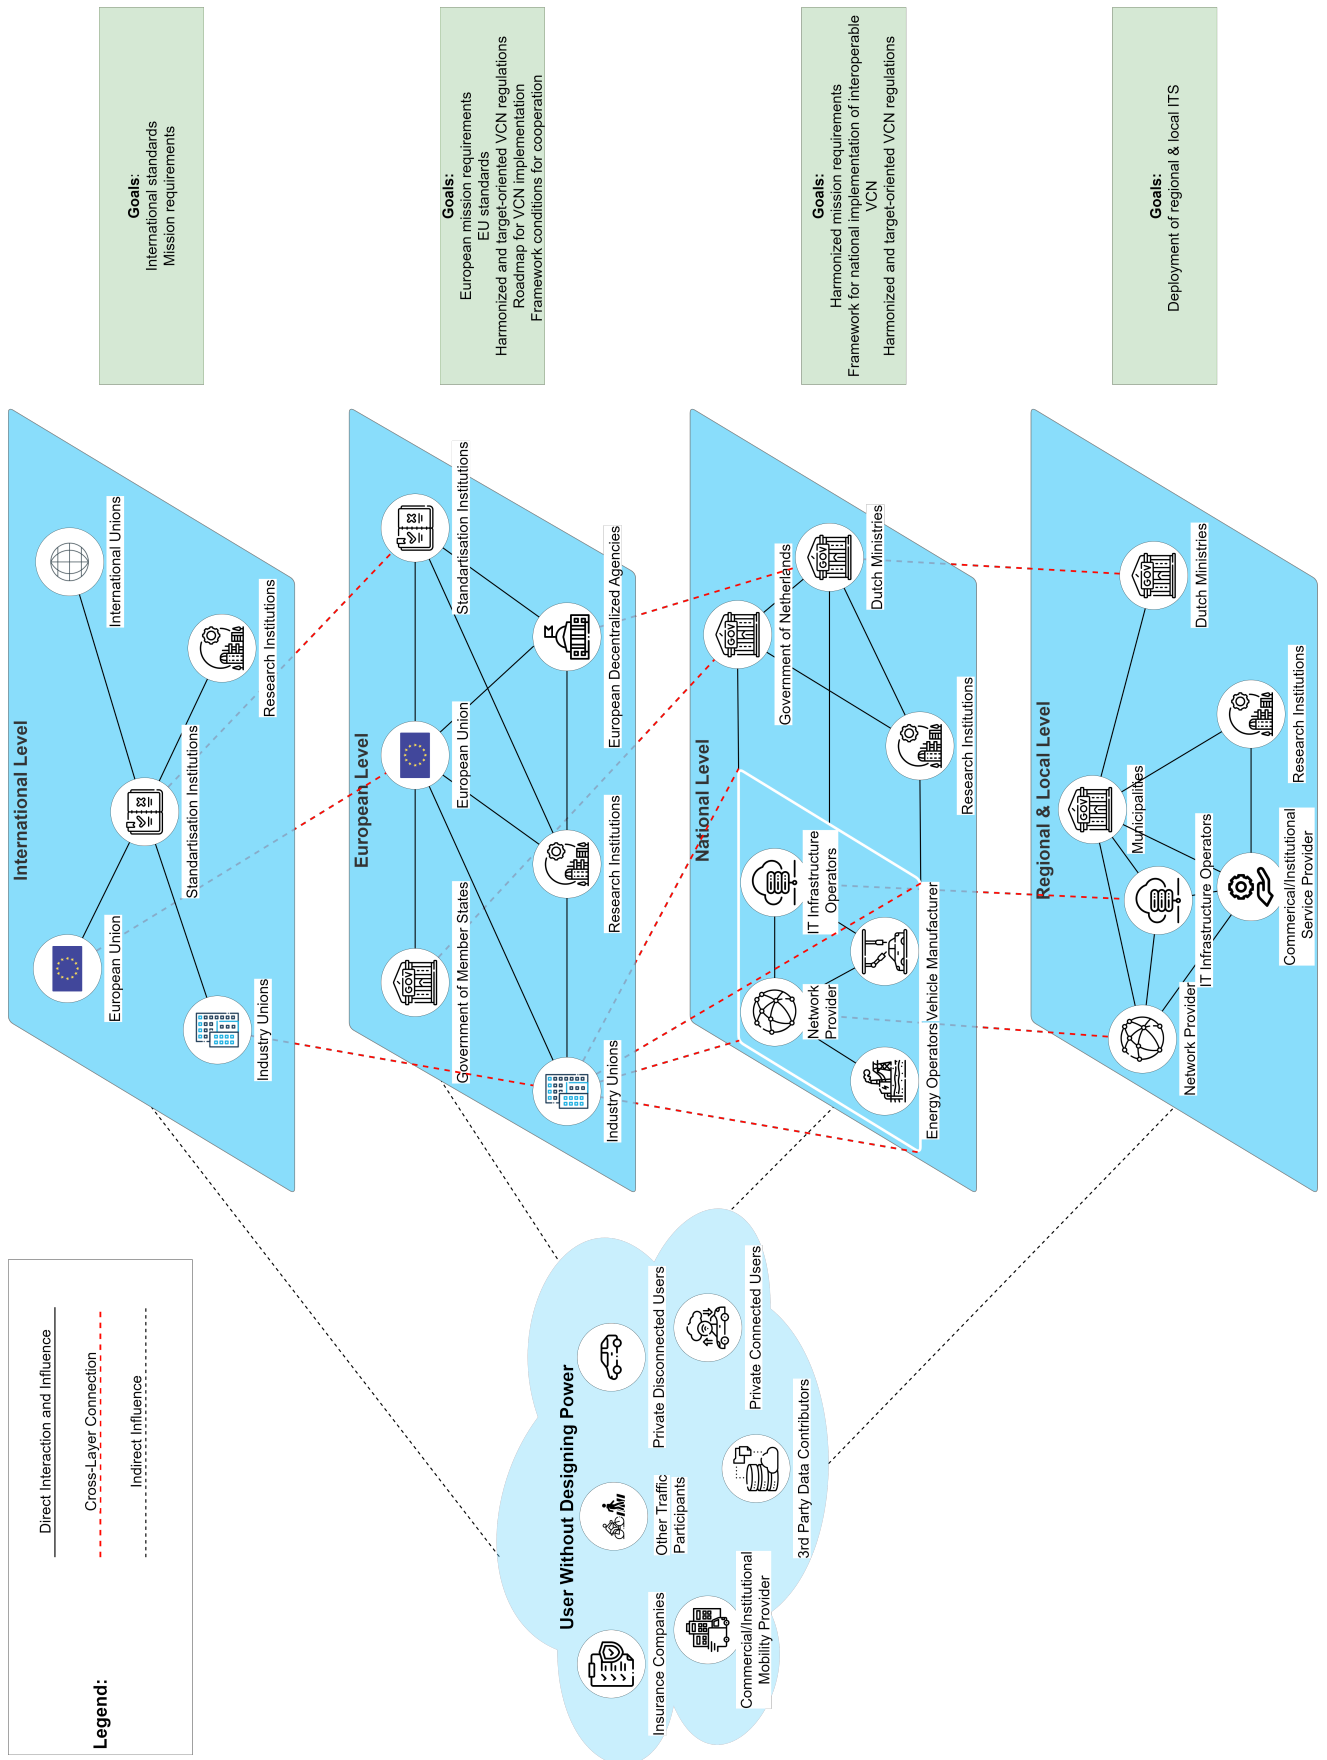 Legend:
Direct Interaction and Influence
Cross-Layer Connection
Indirect Influence
International Level
International Unions
Research Institutions
Standartisation Institutions
European Union
Industry Unions
Goals:
International standards
Mission requirements
European Level
Standartisation Institutions
European Decentralized Agencies
European Union
Research Institutions
Government of Member States
Industry Unions
Goals:
European mission requirements
EU standards
Harmonized and target-oriented VCN regulations
Roadmap for VCN implementation
Framework conditions for cooperation
National Level
GOV
Government of Netherlands
GOV
Dutch Ministries
Research Institutions
IT Infrastructure
Operators
Network
Provider
Vehicle Manufacturer
Energy Operators
Goals:
Harmonized mission requirements
Framework for national implementation of interoperable
VCN
Harmonized and target-oriented VCN regulations
Regional & Local Level
GOV
Dutch Ministries
Research Institutions
GOV
Municipalities
IT Infrastructure Operators
Commerical/Institutional
Service Provider
Network Provider
Goals:
Deployment of regional & local ITS
User Without Designing Power
Insurance Companies
Other Traffic
Participants
Private Disconnected Users
Commercial/Institutional
Mobility Provider
3rd Party Data Contributors
Private Connected Users
GOV